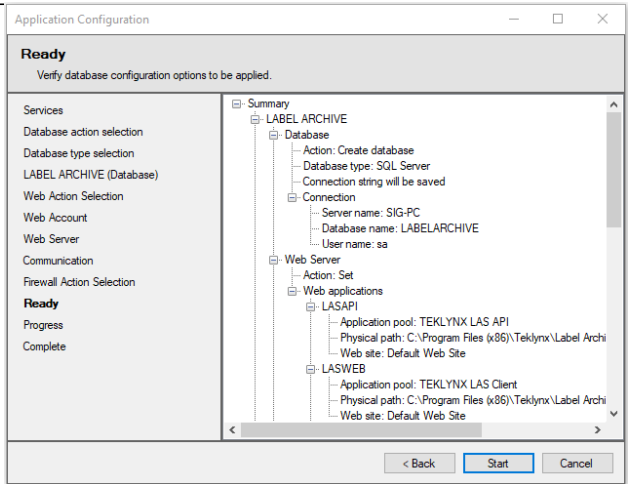 Application Configuration
Ready
Verify database configuration options to be applied.
Services
Database action selection
Database type selection
LABEL ARCHIVE (Database)
Web Action Selection
Web Account
Web Server
Communication
Firewall Action Selection
Ready
Progress
Complete
Summary
LABEL ARCHIVE
Database
Action: Create database
Database type: SQL Server
Connection string will be saved
Connection
Server name: SIG-PC
Database name: LABELARCHIVE
User name: sa
Web Server
Action: Set
Web applications
LASAPI
Application pool: TEKLYNX LAS API
Physical path: C:\Program Files (x86)\Teklynx\Label Archi
Web site: Default Web Site
LASWEB
Application pool: TEKLYNX LAS Client
Physical path: C:\Program Files (x86)\Teklynx\Label Archi
Web site: Default Web Site
< Back
Start
Cancel